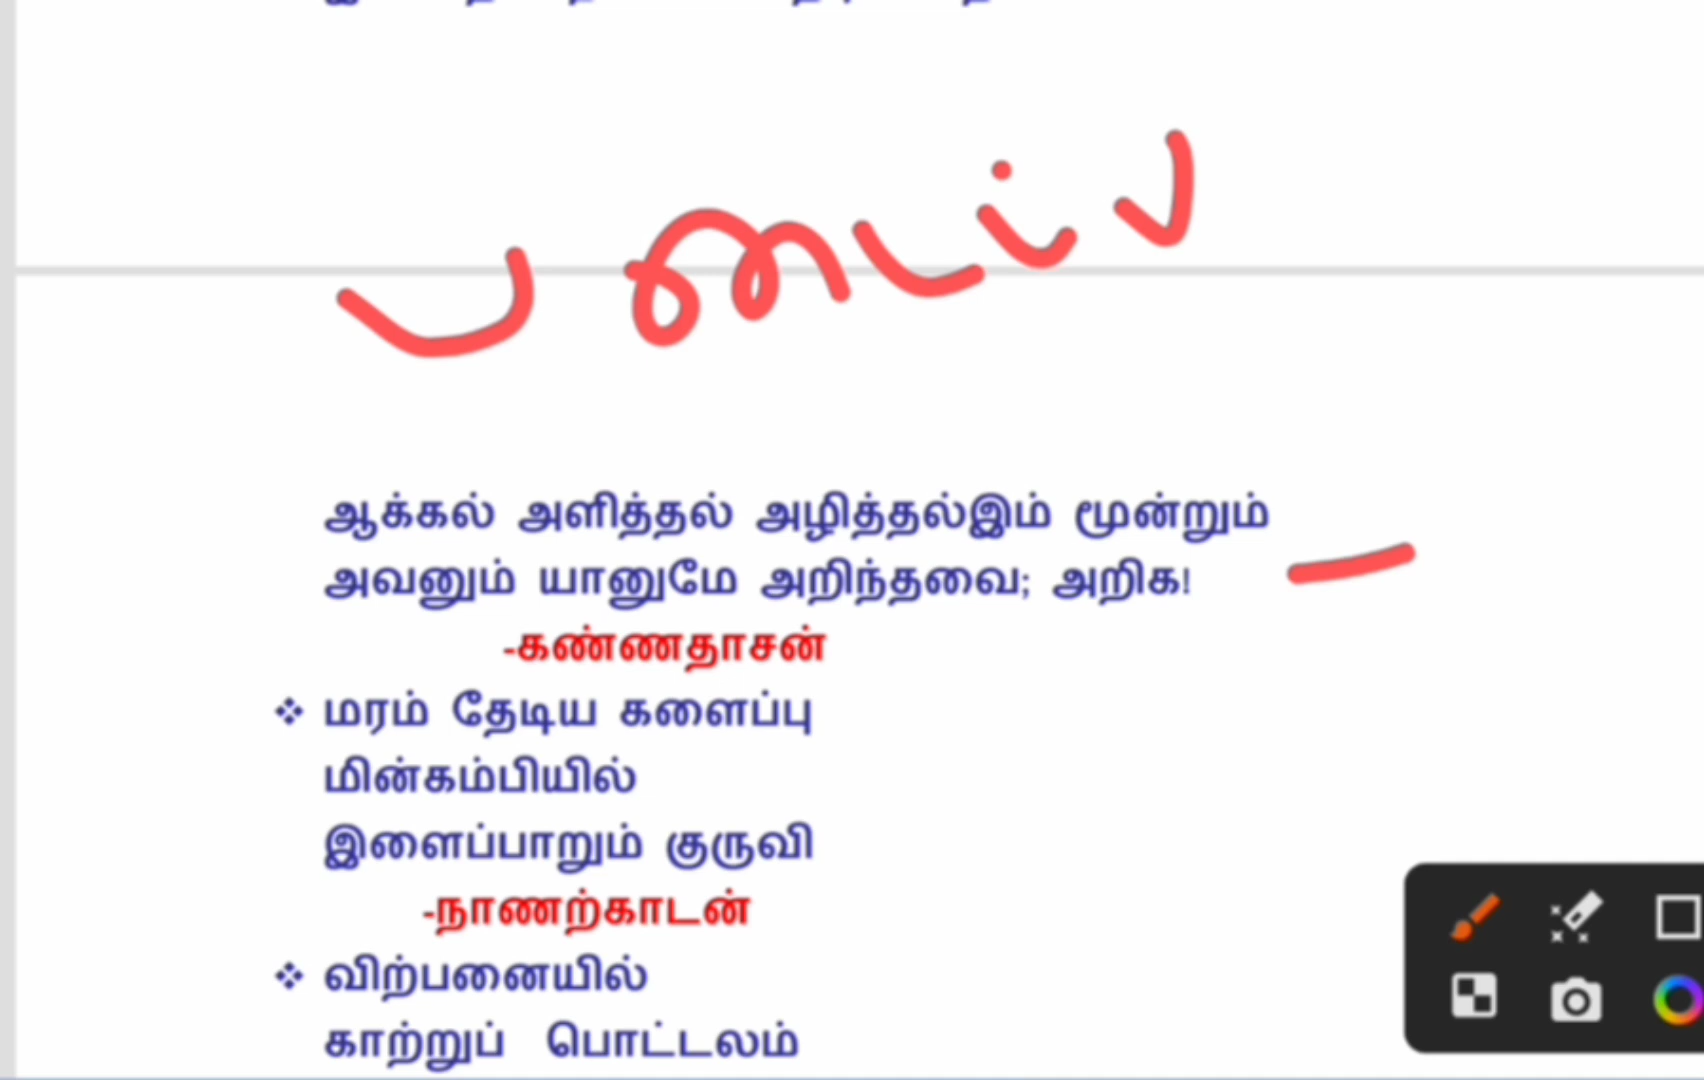 படைப்பு
ஆக்கல் அளித்தல் அழித்தல்இம் மூன்றும்
அவனும் யானுமே அறிந்தவை; அறிக!
-கண்ணதாசன்
❖ மரம் தேடிய களைப்பு
மின்கம்பியில்
இளைப்பாறும் குருவி
-நாணற்காடன்
❖ விற்பனையில்
காற்றுப் பொட்டலம்